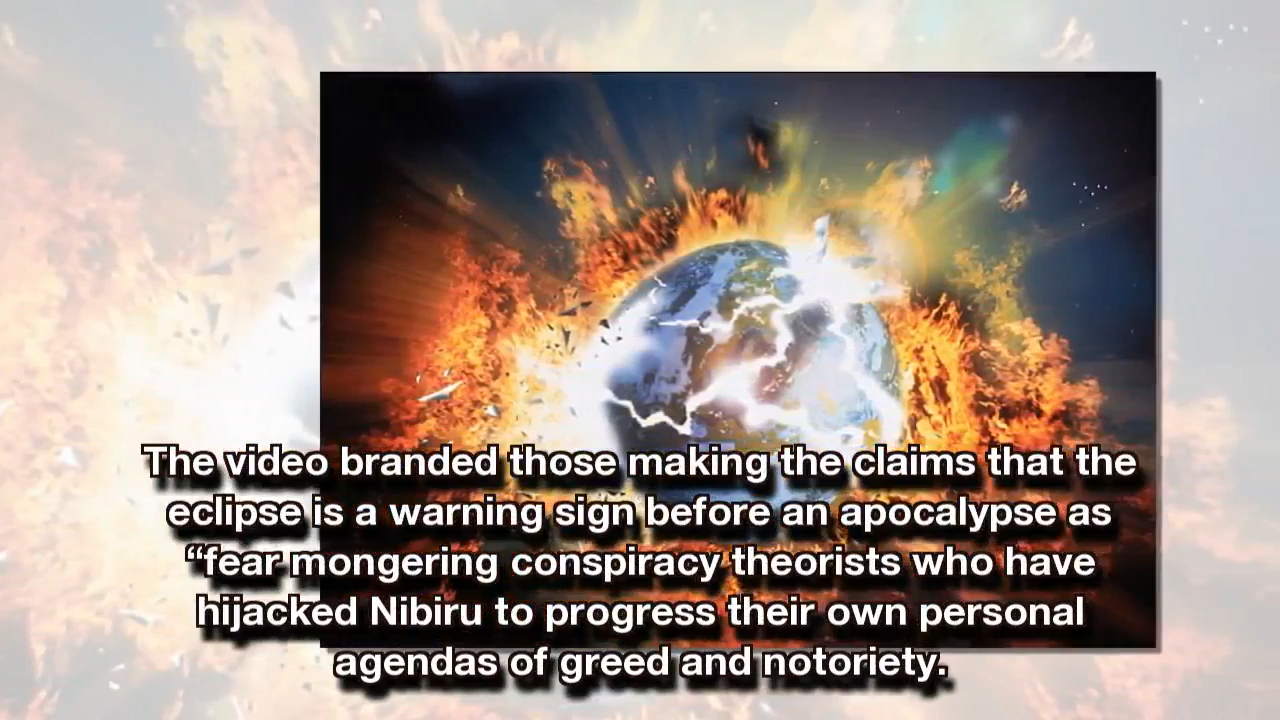 The video branded those making the claims that the
eclipse is a warning sign before an apocalypse as
“fear mongering conspiracy theorists who have
hijacked Nibiru to progress their own personal
agendas of greed and notoriety.